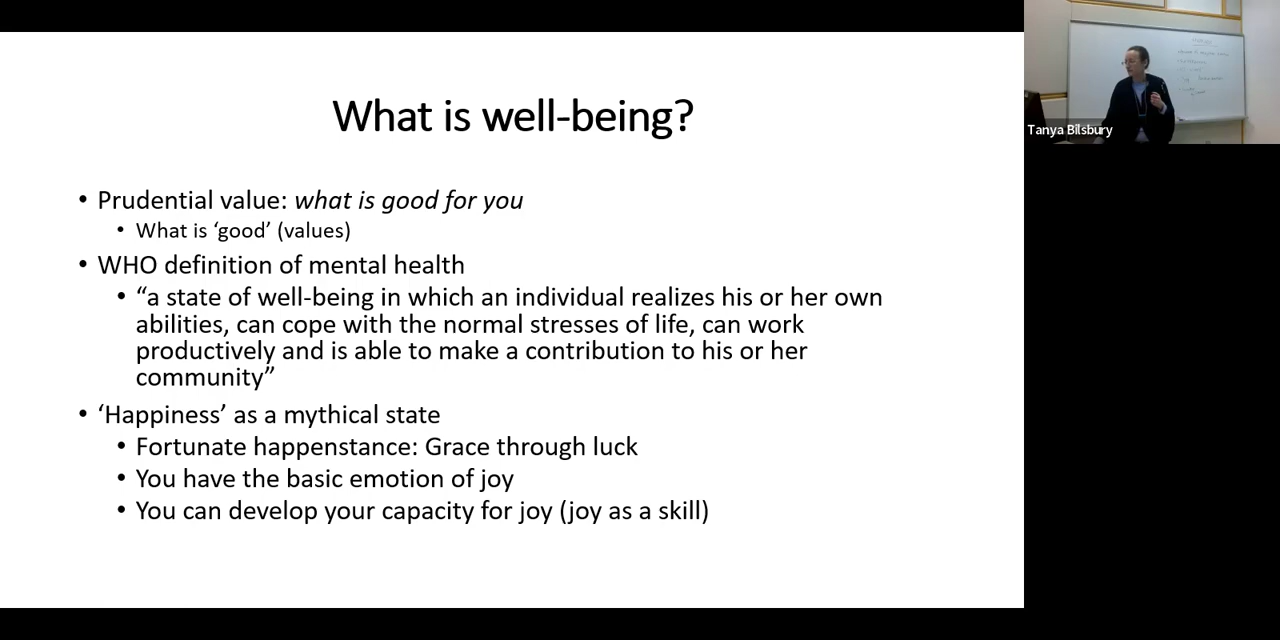 What is well-being?
• Prudential value: what is good for you
• What is ‘good’ (values)
• WHO definition of mental health
• “a state of well-being in which an individual realizes his or her own
abilities, can cope with the normal stresses of life, can work
productively and is able to make a contribution to his or her
community”
• ‘Happiness’ as a mythical state
• Fortunate happenstance: Grace through luck
• You have the basic emotion of joy
• You can develop your capacity for joy (joy as a skill)
Tanya Bilsbury